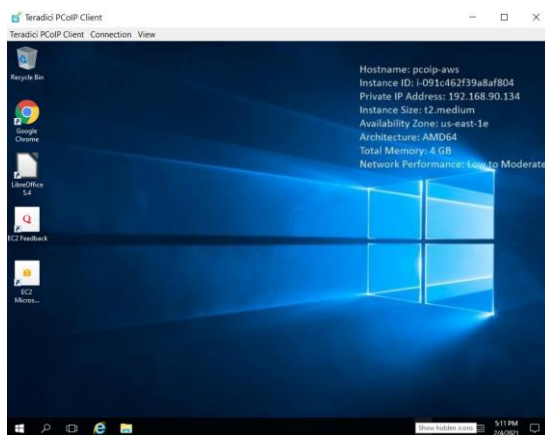 Teradici PCoIP Client
Teradici PCoIP Client Connection View
Recycle Bin
Google
Chrome
LibreOffice
5.4
EC2 Feedback
EC2
Micros...
Hostname: pcoip-aws
Instance ID: i-091c462f39a8af804
Private IP Address: 192.168.90.134
Instance Size: t2.medium
Availability Zone: us-east-1e
Architecture: AMD64
Total Memory: 4 GB
Network Performance: Low to Moderate
Show hidden icons
5:11 PM
2/4/2021